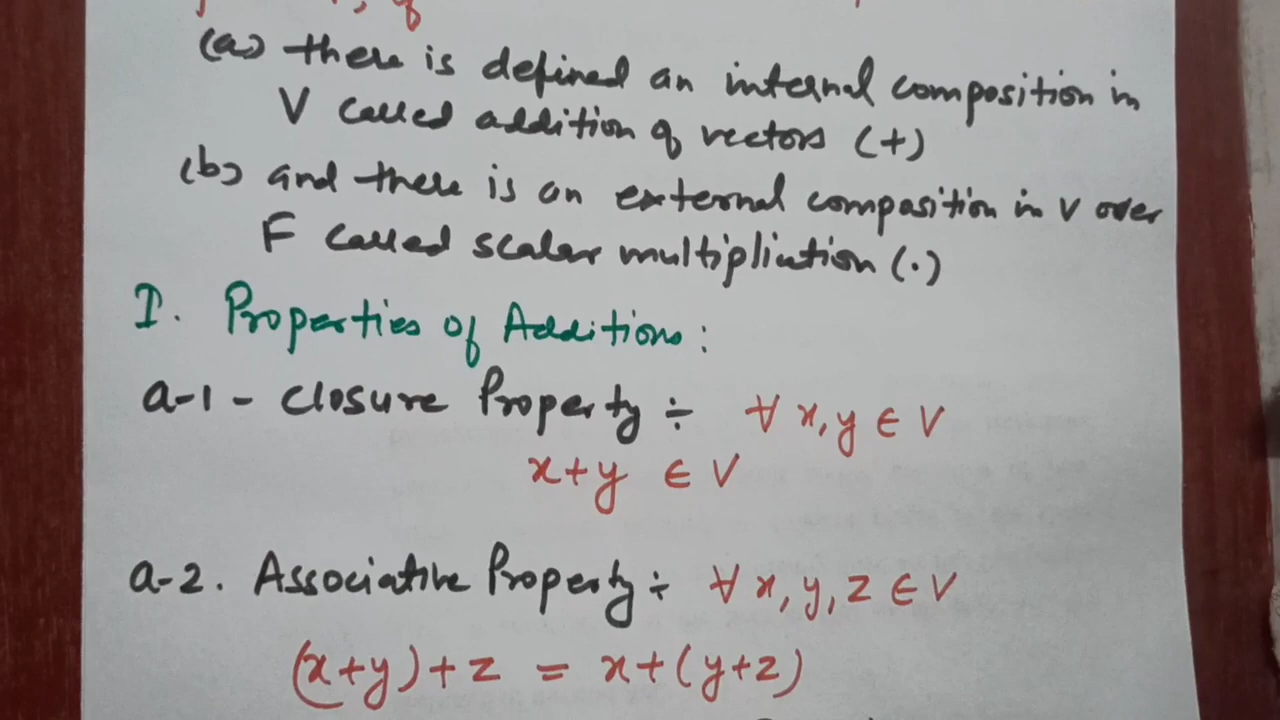 (a) there is defined an internal composition in
V called addition of vectors (+)
(b) and there is an external composition in V over
F called scalar multipliction (.)
I. Properties of Additions:
a-1 - Closure Property ÷ ∀ x, y ∈ V
x+y ∈ V
a-2. Associative Property ÷ ∀ x, y, z ∈ V
(x+y)+z = x+(y+z)